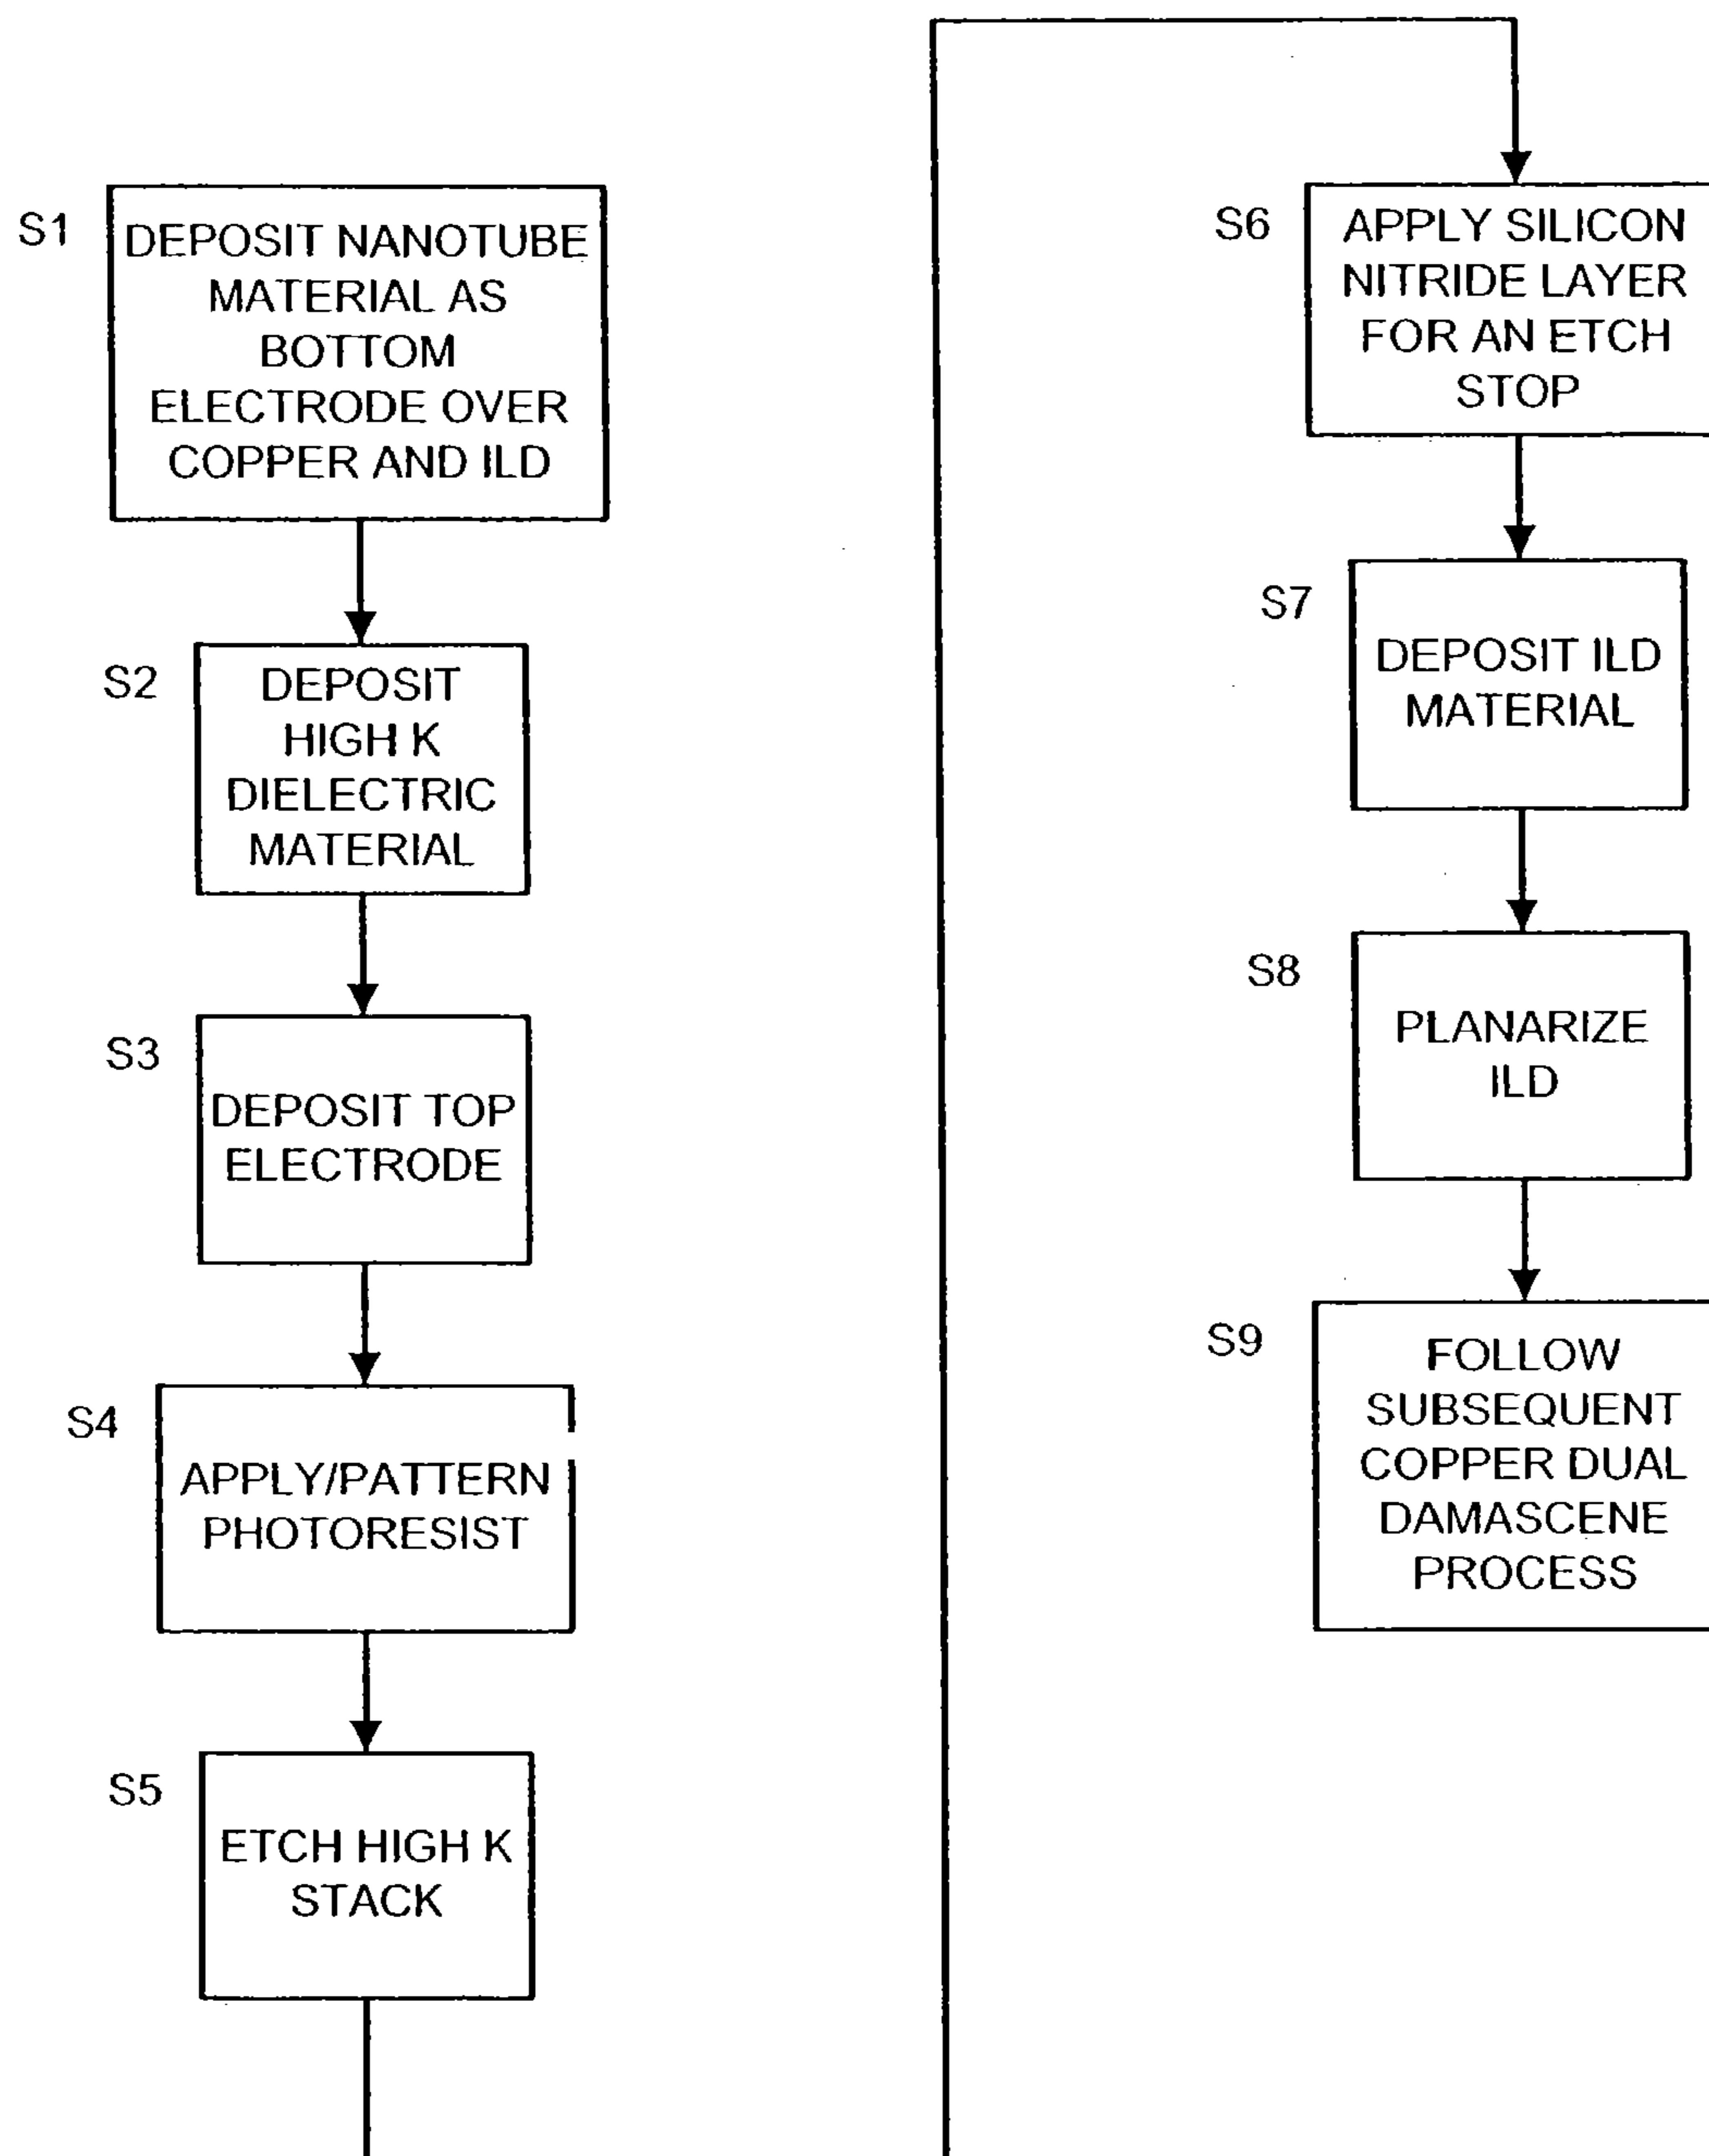 S1
DEPOSIT NANOTUBE
MATERIAL AS
BOTTOM
ELECTRODE OVER
COPPER AND ILD
S2
DEPOSIT
HIGH K
DIELECTRIC
MATERIAL
S3
DEPOSIT TOP
ELECTRODE
S4
APPLY/PATTERN
PHOTORESIST
S5
ETCH HIGH K
STACK
S6
APPLY SILICON
NITRIDE LAYER
FOR AN ETCH
STOP
S7
DEPOSIT ILD
MATERIAL
S8
PLANARIZE
ILD
S9
FOLLOW
SUBSEQUENT
COPPER DUAL
DAMASCENE
PROCESS